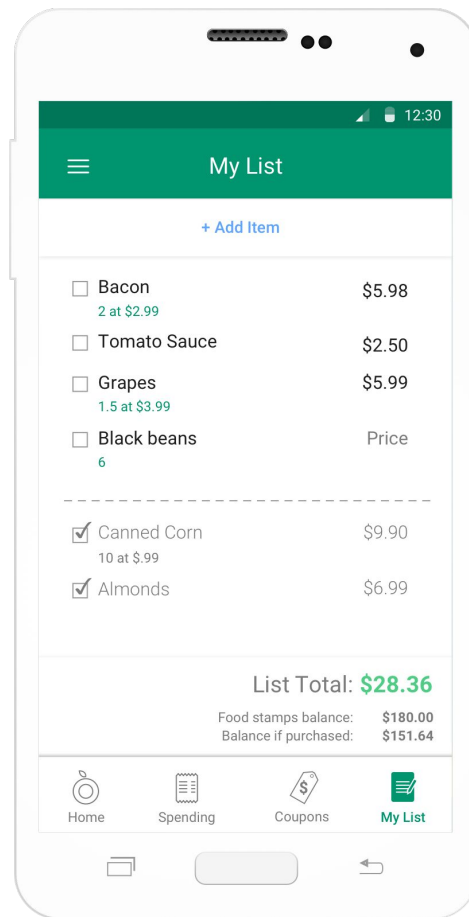 12:30
My List
+ Add Item
Bacon $5.98
2 at $2.99
Tomato Sauce $2.50
Grapes $5.99
1.5 at $3.99
Black beans Price
6
Canned Corn $9.90
10 at $.99
Almonds $6.99
List Total: $28.36
Food stamps balance: $180.00
Balance if purchased: $151.64
$
Home Spending Coupons My List